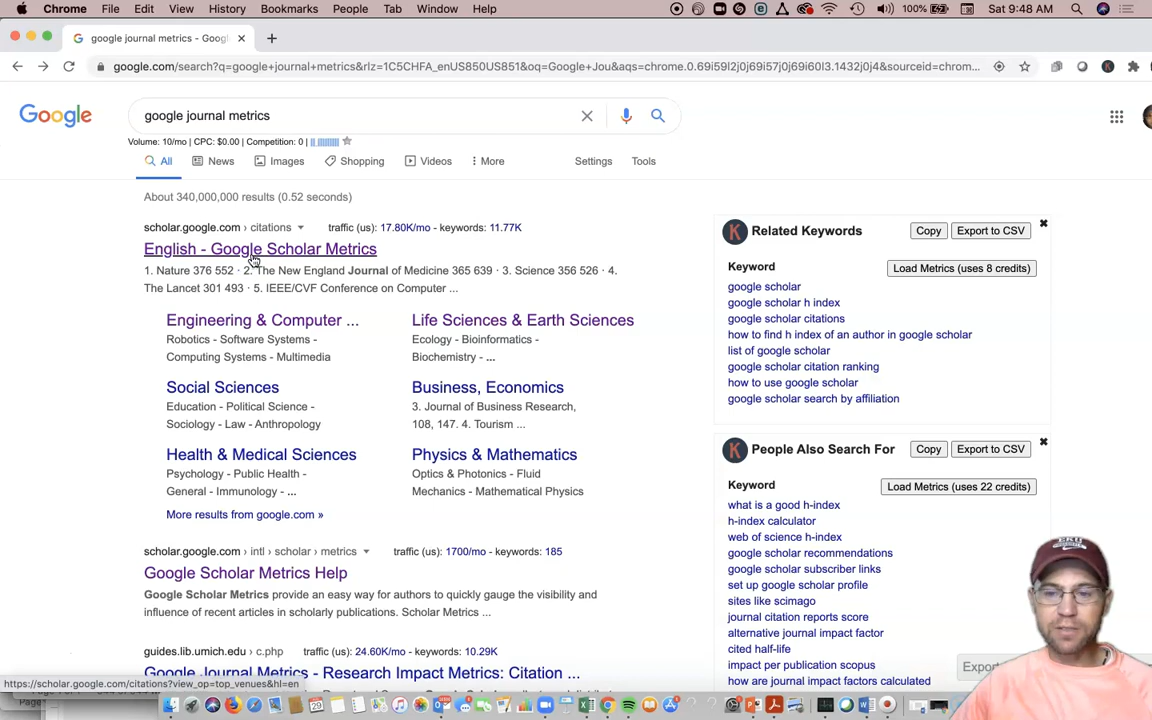 Chrome File Edit View History Bookmarks People Tab Window Help 100% Sat 9:48 AM
google journal metrics - Googl
google.com/search?q=google+journal+metrics&rlz=1C5CHFA_enUS850US851&oq=Google+Jou&aqs=chrome.0.69i59l2j0j69i57j0j69i60l3.1432j0j4&sourceid=chrom...
Google
google journal metrics
Volume: 10/mo | CPC: $0.00 | Competition: 0 |
All News Images Shopping Videos More Settings Tools
About 340,000,000 results (0.52 seconds)
scholar.google.com › citations traffic (us): 17.80K/mo - keywords: 11.77K
English - Google Scholar Metrics
1. Nature 376 552 · 2. The New England Journal of Medicine 365 639 · 3. Science 356 526 · 4.
The Lancet 301 493 · 5. IEEE/CVF Conference on Computer ...
Engineering & Computer ...
Robotics - Software Systems -
Computing Systems - Multimedia
Life Sciences & Earth Sciences
Ecology - Bioinformatics -
Biochemistry - ...
Social Sciences
Education - Political Science -
Sociology - Law - Anthropology
Business, Economics
3. Journal of Business Research,
108, 147. 4. Tourism ...
Health & Medical Sciences
Psychology - Public Health -
General - Immunology - ...
Physics & Mathematics
Optics & Photonics - Fluid
Mechanics - Mathematical Physics
More results from google.com »
scholar.google.com › intl › scholar › metrics traffic (us): 1700/mo - keywords: 185
Google Scholar Metrics Help
Google Scholar Metrics provide an easy way for authors to quickly gauge the visibility and
influence of recent articles in scholarly publications. Scholar Metrics ...
guides.lib.umich.edu › c.php traffic (us): 24.60K/mo - keywords: 10.29K
Google Journal Metrics - Research Impact Metrics: Citation ...
https://scholar.google.com/citations?view_op=top_venues&hl=en
K Related Keywords Copy Export to CSV
Keyword
Load Metrics (uses 8 credits)
google scholar
google scholar h index
google scholar citations
how to find h index of an author in google scholar
list of google scholar
google scholar citation ranking
how to use google scholar
google scholar search by affiliation
K People Also Search For Copy Export to CSV
Keyword
Load Metrics (uses 22 credits)
what is a good h-index
h-index calculator
web of science h-index
google scholar recommendations
google scholar subscriber links
set up google scholar profile
sites like scimago
journal citation reports score
alternative journal impact factor
cited half-life
impact per publication scopus
how are journal impact factors calculated
Export
EKU